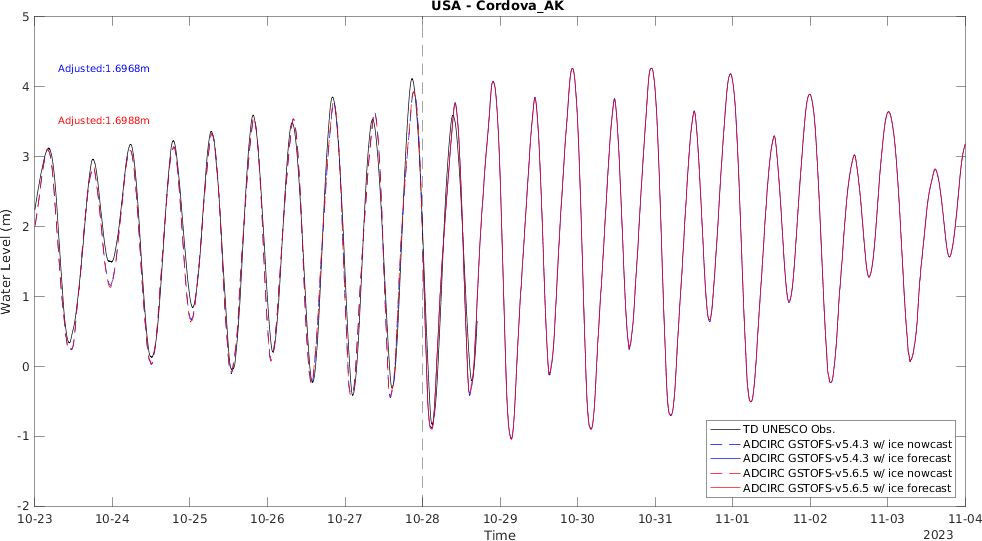 USA - Cordova_AK
Adjusted:1.6968m
Adjusted:1.6988m
5
4
3
2
1
0
-1
-2
Water Level (m)
TD UNESCO Obs.
ADCIRC GSTOFS-v5.4.3 w/ ice nowcast
ADCIRC GSTOFS-v5.4.3 w/ ice forecast
ADCIRC GSTOFS-v5.6.5 w/ ice nowcast
ADCIRC GSTOFS-v5.6.5 w/ ice forecast
10-23 10-24 10-25 10-26 10-27 10-28 10-29 10-30 10-31 11-01 11-02 11-03 11-04
Time
2023